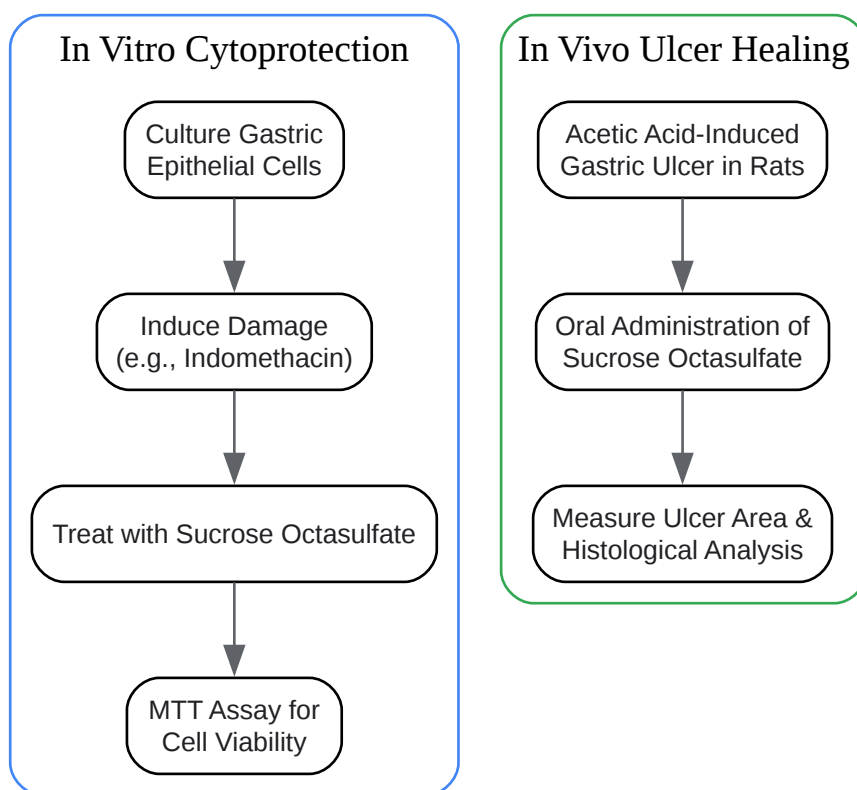 In Vitro Cytoprotection
Culture Gastric
Epithelial Cells
Induce Damage
(e.g., Indomethacin)
Treat with Sucrose Octasulfate
MTT Assay for
Cell Viability
In Vivo Ulcer Healing
Acetic Acid-Induced
Gastric Ulcer in Rats
Oral Administration of
Sucrose Octasulfate
Measure Ulcer Area &
Histological Analysis